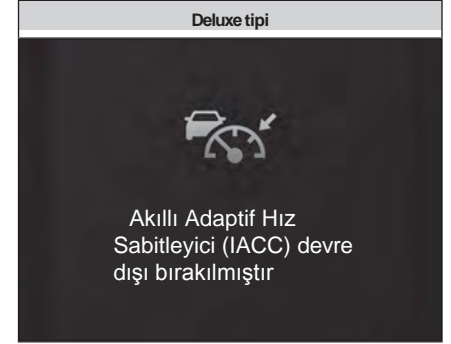 Deluxe tipi
Akıllı Adaptif Hız
Sabitleyici (IACC) devre
dışı bırakılmıştır